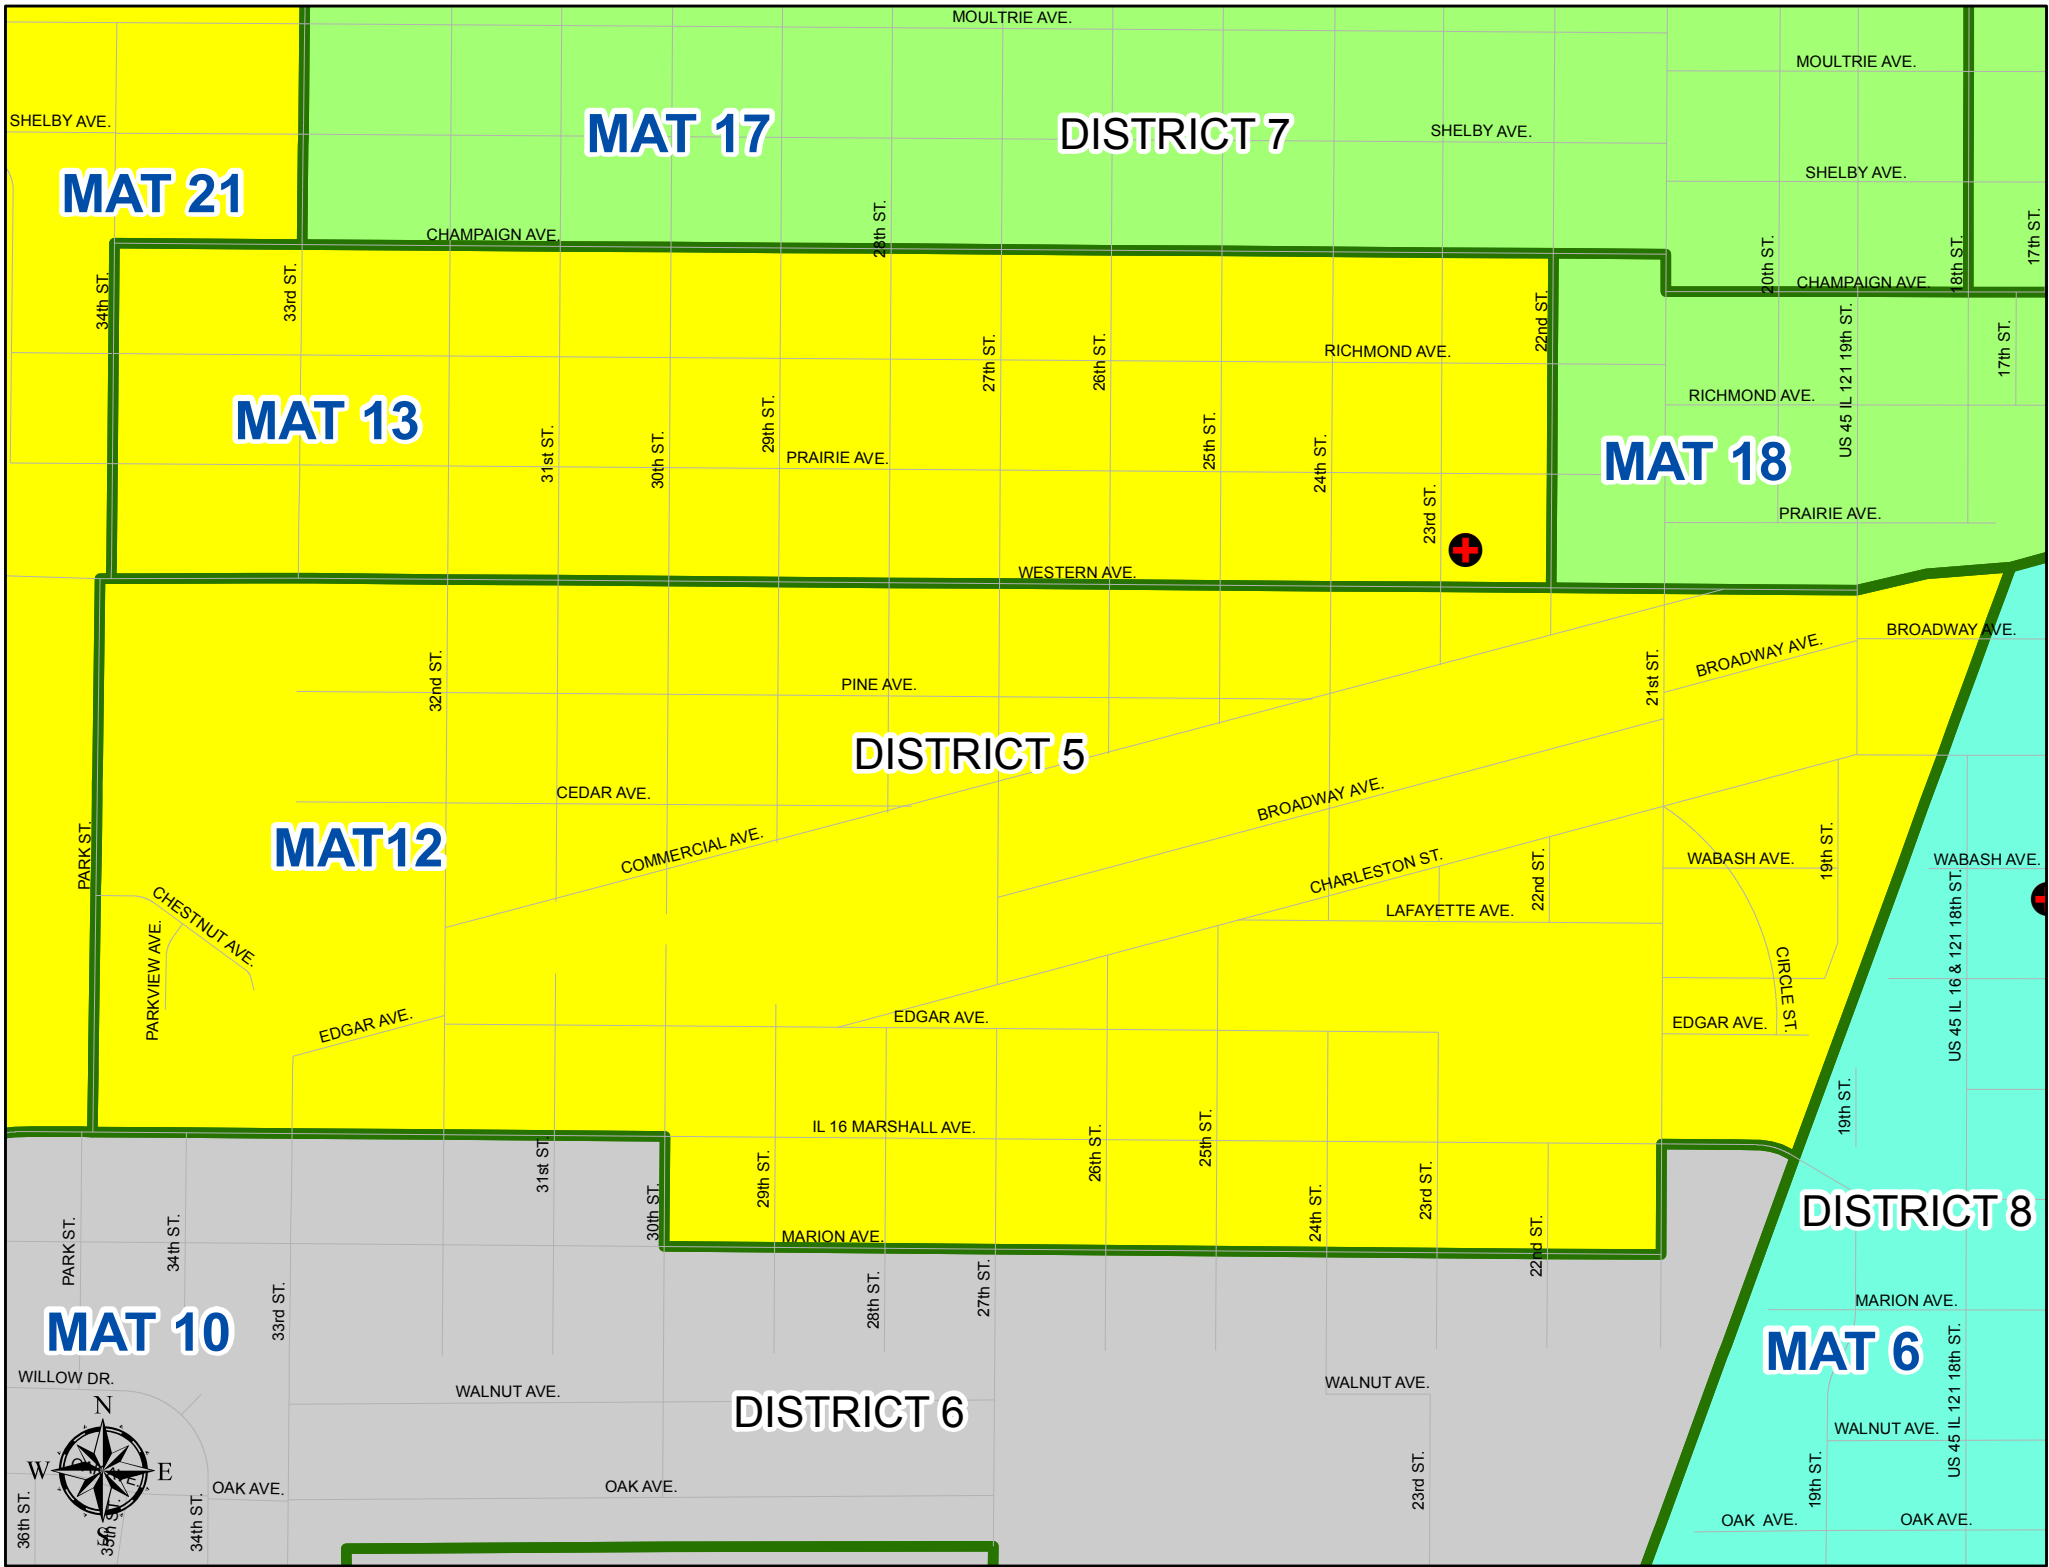 MOULTRIE AVE.
MOULTRIE AVE.
SHELBY AVE.
MAT 17
DISTRICT 7
SHELBY AVE.
SHELBY AVE.
MAT 21
28th ST.
CHAMPAIGN AVE.
17th ST.
20th ST.
18th ST.
CHAMPAIGN AVE.
34th ST.
33rd ST.
22nd ST.
27th ST.
26th ST.
RICHMOND AVE.
US 45 IL 121 19th ST.
17th ST.
RICHMOND AVE.
MAT 13
29th ST.
31st ST.
30th ST.
25th ST.
24th ST.
PRAIRIE AVE.
MAT 18
23rd ST.
PRAIRIE AVE.
WESTERN AVE.
BROADWAY AVE.
BROADWAY AVE.
32nd ST.
21st ST.
PINE AVE.
DISTRICT 5
CEDAR AVE.
BROADWAY AVE.
MAT12
COMMERCIAL AVE.
PARK ST.
CHARLESTON ST.
22nd ST.
WABASH AVE.
19th ST.
WABASH AVE.
LAFAYETTE AVE.
CHESTNUT AVE.
PARKVIEW AVE.
US 45 IL 16 & 121 18th ST.
CIRCLE ST.
EDGAR AVE.
EDGAR AVE.
EDGAR AVE.
19th ST.
IL 16 MARSHALL AVE.
31st ST.
30th ST.
29th ST.
26th ST.
25th ST.
24th ST.
23rd ST.
22nd ST.
DISTRICT 8
PARK ST.
34th ST.
MARION AVE.
33rd ST.
28th ST.
27th ST.
MARION AVE.
MAT 10
MAT 6
US 45 IL 121 18th ST.
WILLOW DR.
WALNUT AVE.
DISTRICT 6
WALNUT AVE.
WALNUT AVE.
N
W
E
S
OAK AVE.
OAK AVE.
OAK AVE.
23rd ST.
19th ST.
36th ST.
35th ST.
34th ST.
OAK AVE.
OAK AVE.